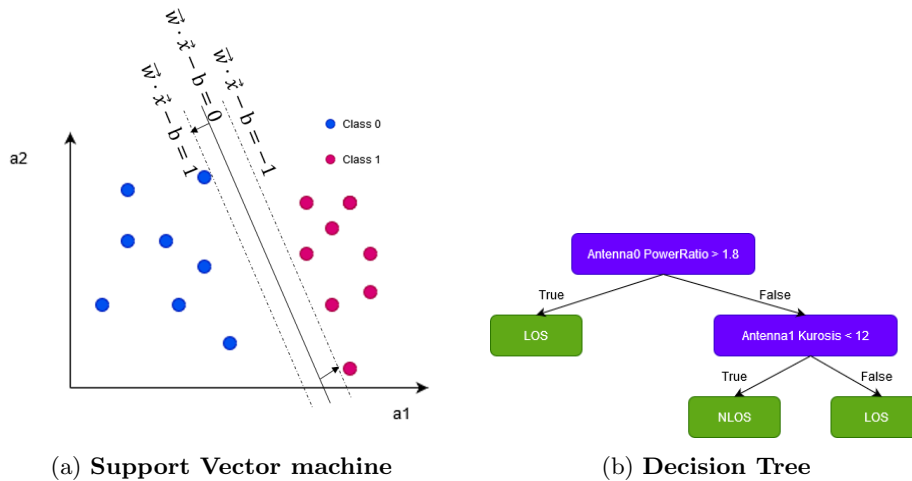 w⃗ · x⃗ − b = 1
w⃗ · x⃗ − b = 0
w⃗ · x⃗ − b = −1
Class 0
Class 1
a2
a1
(a) Support Vector machine
Antenna0 PowerRatio > 1.8
True
False
LOS
Antenna1 Kurosis < 12
True
False
NLOS
LOS
(b) Decision Tree